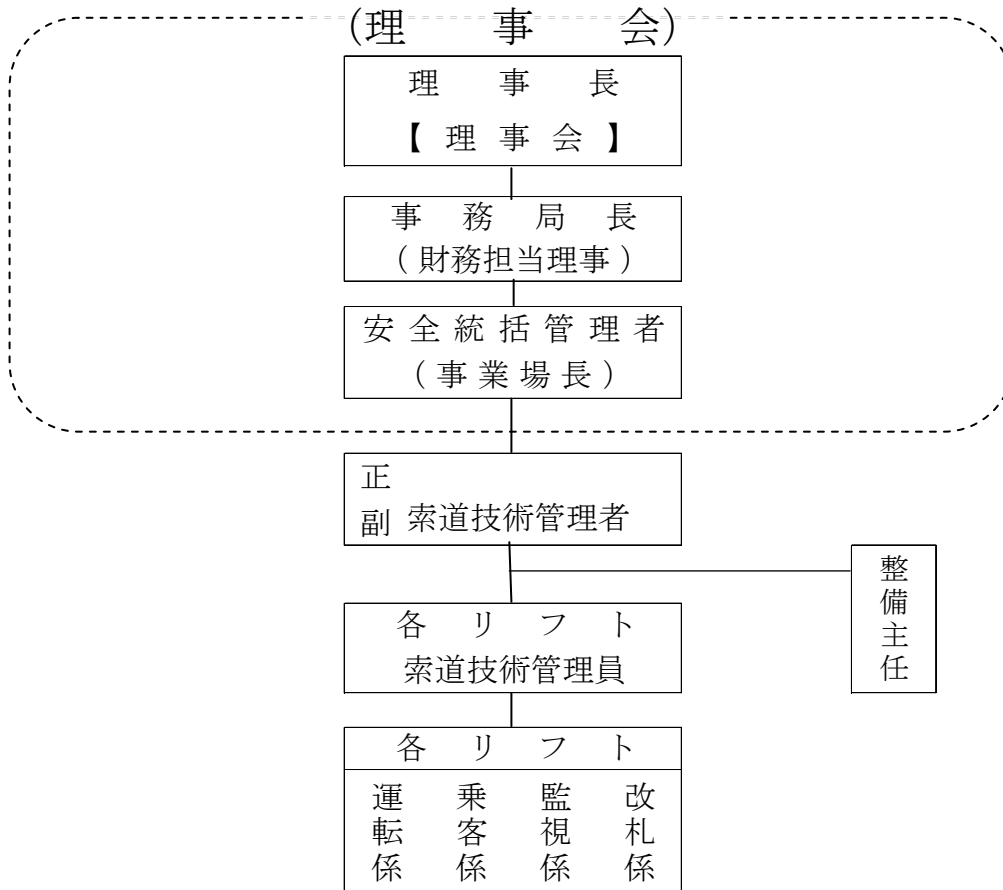 (理事会)
理事長
【理事会】
事務局長
(財務担当理事)
安全統括管理者
(事業場長)
正
副 索道技術管理者
整備主任
各リフト
索道技術管理員
各リフト
運転係 乗客係 監視係 改札係